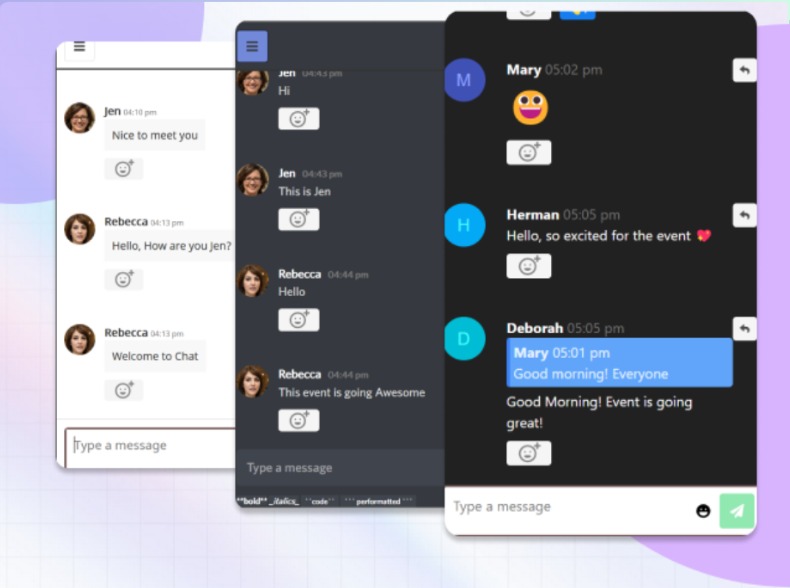 Jen 04:10 pm
Nice to meet you
Rebecca 04:13 pm
Hello, How are you Jen?
Rebecca 04:13 pm
Welcome to Chat
Type a message
Jen 04:43 pm
Hi
Jen 04:43 pm
This is Jen
Rebecca 04:44 pm
Hello
Rebecca 04:44 pm
This event is going Awesome
Type a message
**bold** _italics_ ``code`` ```performatted```
M
Mary 05:02 pm
H
Herman 05:05 pm
Hello, so excited for the event 💖
D
Deborah 05:05 pm
Mary 05:01 pm
Good morning! Everyone
Good Morning! Event is going
great!
Type a message